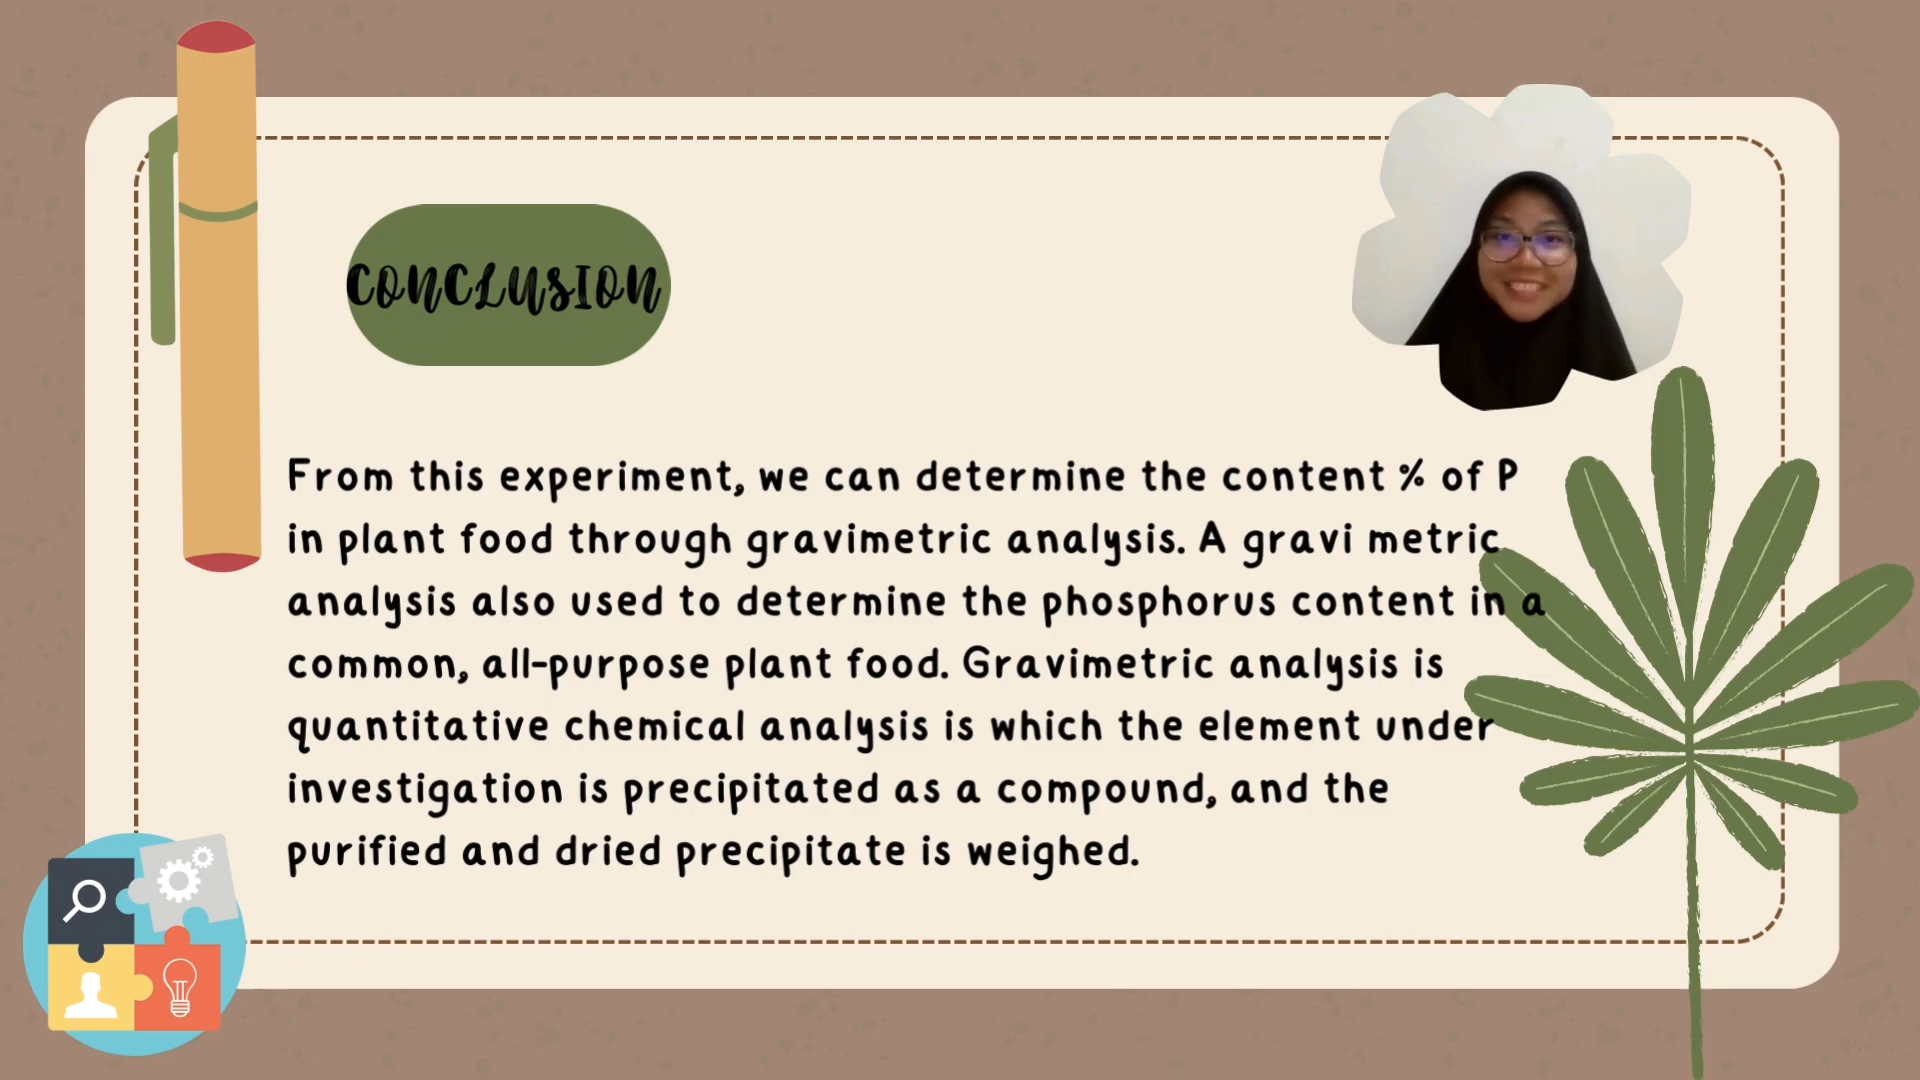 CONCLUSION
From this experiment, we can determine the content % of P
in plant food through gravimetric analysis. A gravi metric
analysis also used to determine the phosphorus content in a
common, all-purpose plant food. Gravimetric analysis is
quantitative chemical analysis is which the element under
investigation is precipitated as a compound, and the
purified and dried precipitate is weighed.